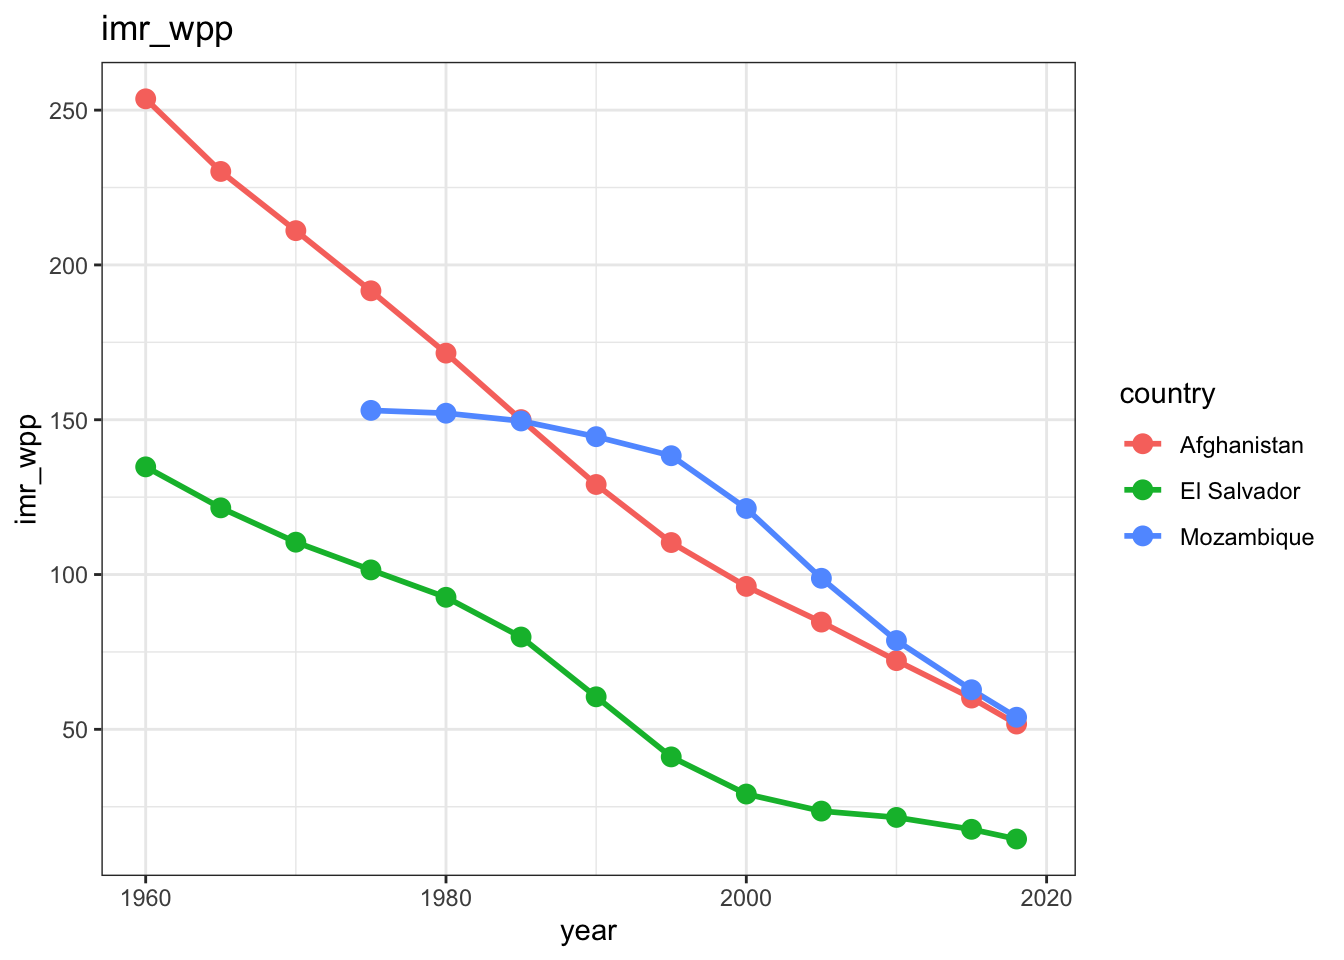 imr_wpp
250
200
150
100
50
imr_wpp
1960 1980 2000 2020
year
country
Afghanistan
El Salvador
Mozambique